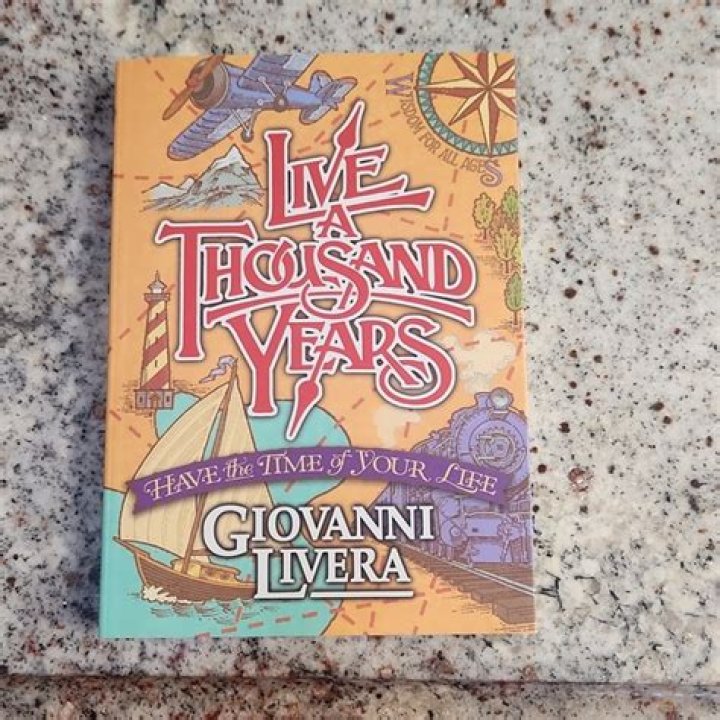 WISDOM FOR ALL AGES
LIVE
A
THOUSAND
YEARS
HAVE the TIME of YOUR LIFE
GIOVANNI
LIVERA